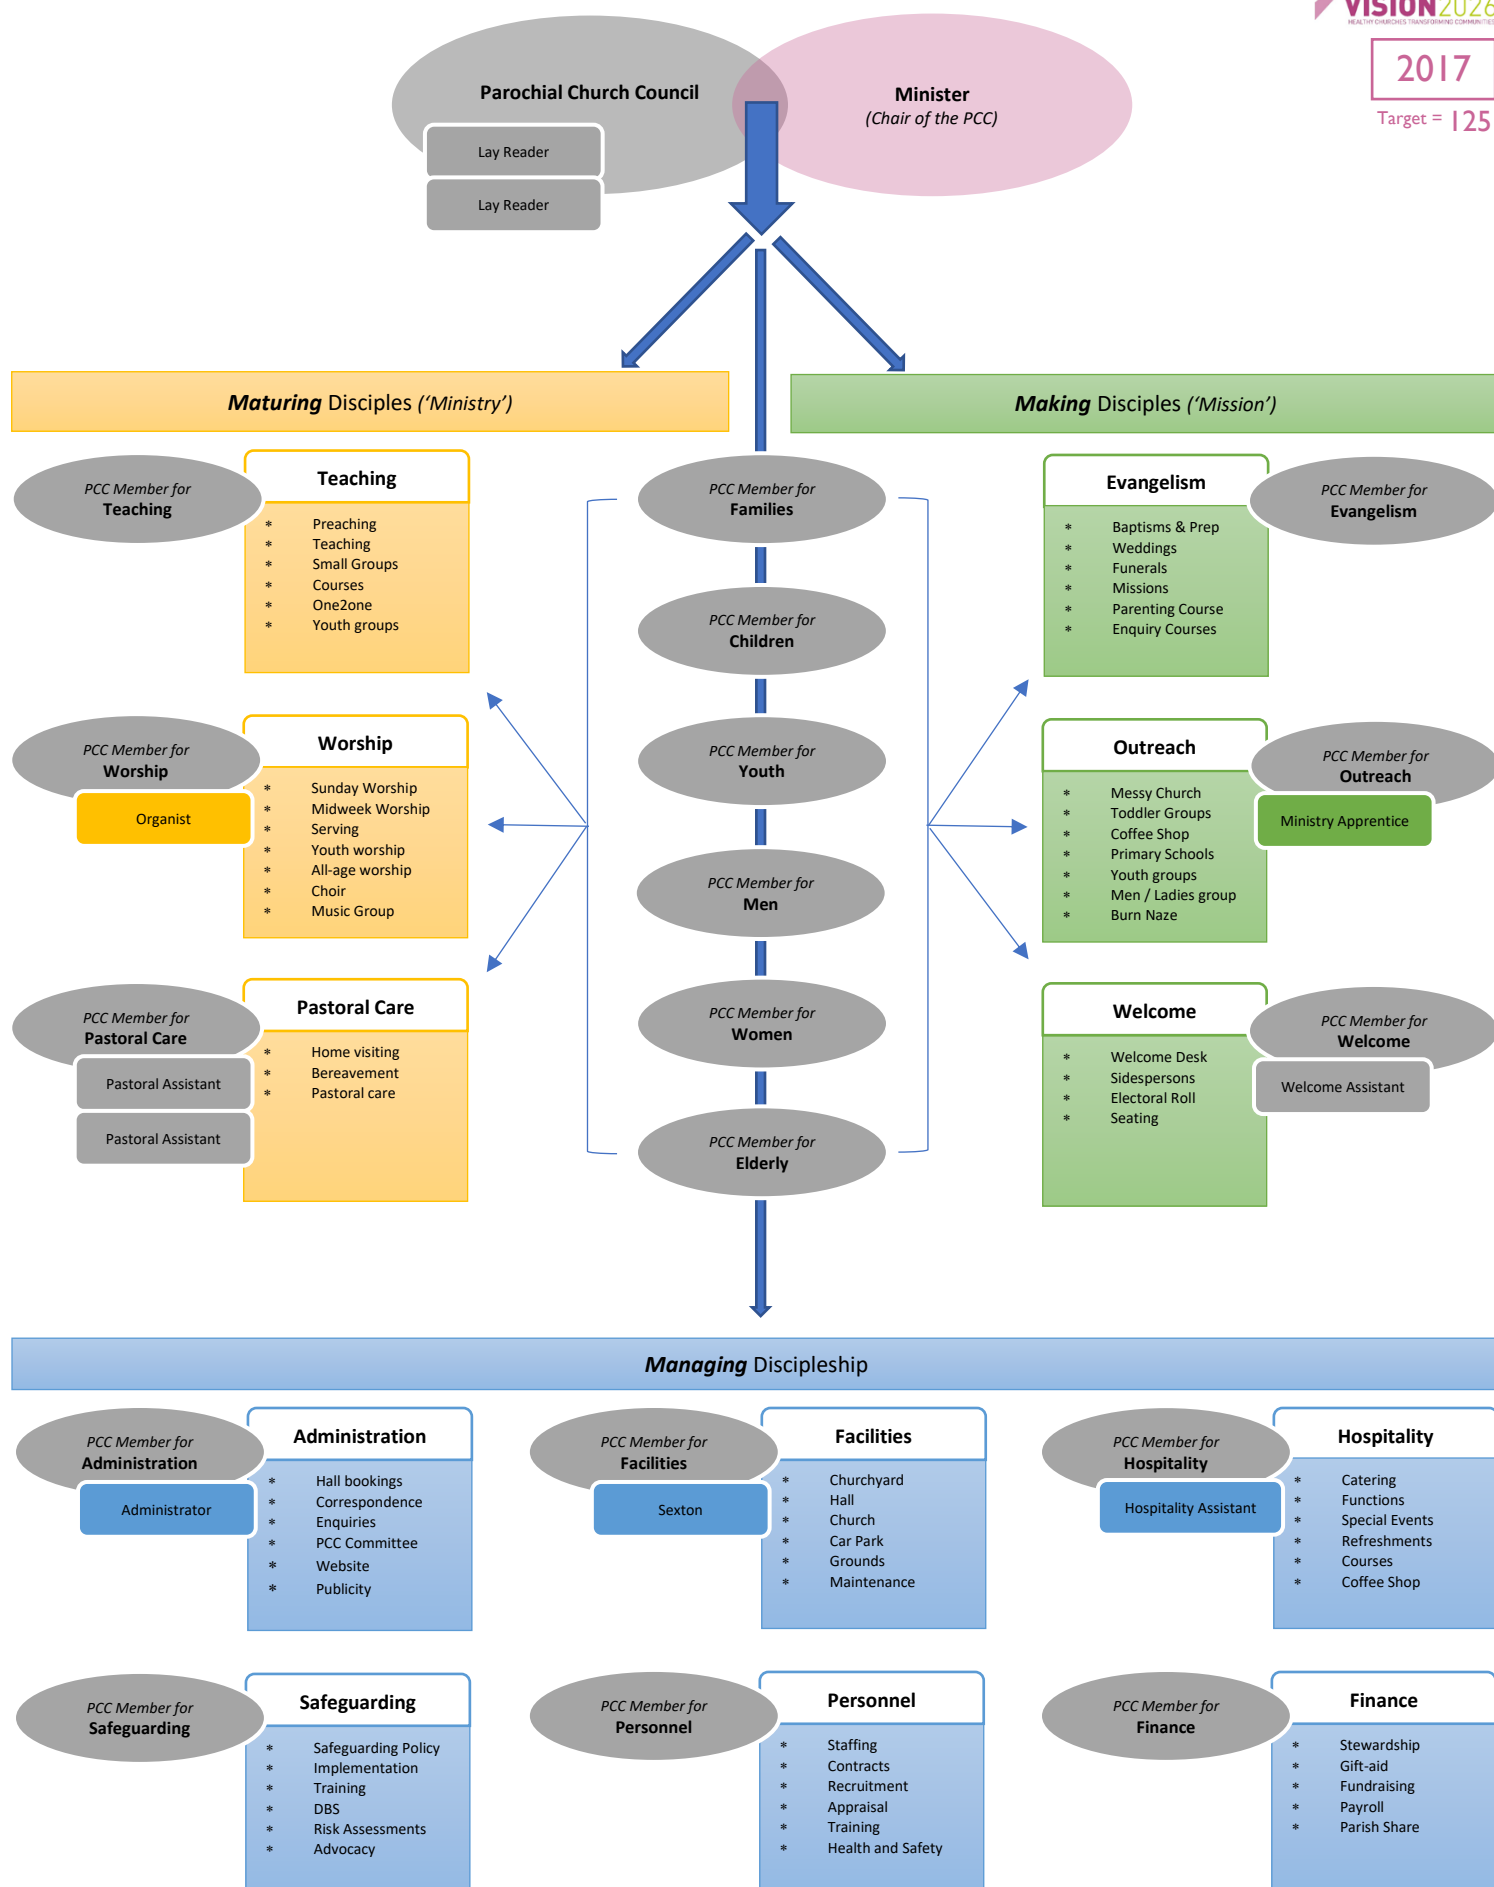 VISION2026
HEALTHY CHURCHES TRANSFORMING COMMUNITIES
2017
Target = 125
Parochial Church Council
Lay Reader
Lay Reader
Minister
(Chair of the PCC)
Maturing Disciples (‘Ministry’)
Making Disciples (‘Mission’)
PCC Member for
Teaching
Teaching
* Preaching
* Teaching
* Small Groups
* Courses
* One2one
* Youth groups
PCC Member for
Families
Evangelism
* Baptisms & Prep
* Weddings
* Funerals
* Missions
* Parenting Course
* Enquiry Courses
PCC Member for
Evangelism
PCC Member for
Children
PCC Member for
Worship
Organist
Worship
* Sunday Worship
* Midweek Worship
* Serving
* Youth worship
* All-age worship
* Choir
* Music Group
PCC Member for
Youth
Outreach
* Messy Church
* Toddler Groups
* Coffee Shop
* Primary Schools
* Youth groups
* Men / Ladies group
* Burn Naze
PCC Member for
Outreach
Ministry Apprentice
PCC Member for
Men
PCC Member for
Pastoral Care
Pastoral Assistant
Pastoral Assistant
Pastoral Care
* Home visiting
* Bereavement
* Pastoral care
PCC Member for
Women
Welcome
* Welcome Desk
* Sidespersons
* Electoral Roll
* Seating
PCC Member for
Welcome
Welcome Assistant
PCC Member for
Elderly
Managing Discipleship
PCC Member for
Administration
Administrator
Administration
* Hall bookings
* Correspondence
* Enquiries
* PCC Committee
* Website
* Publicity
PCC Member for
Facilities
Sexton
Facilities
* Churchyard
* Hall
* Church
* Car Park
* Grounds
* Maintenance
PCC Member for
Hospitality
Hospitality Assistant
Hospitality
* Catering
* Functions
* Special Events
* Refreshments
* Courses
* Coffee Shop
PCC Member for
Safeguarding
Safeguarding
* Safeguarding Policy
* Implementation
* Training
* DBS
* Risk Assessments
* Advocacy
PCC Member for
Personnel
Personnel
* Staffing
* Contracts
* Recruitment
* Appraisal
* Training
* Health and Safety
PCC Member for
Finance
Finance
* Stewardship
* Gift-aid
* Fundraising
* Payroll
* Parish Share